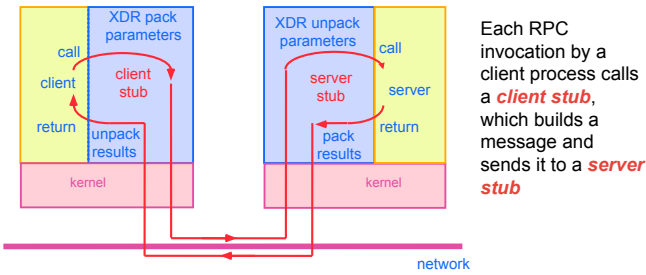 XDR pack
parameters
call
client
client
stub
return
unpack
results
kernel
XDR unpack
parameters
call
server
stub
server
return
pack
results
kernel
network
Each RPC
invocation by a
client process calls
a client stub,
which builds a
message and
sends it to a server
stub